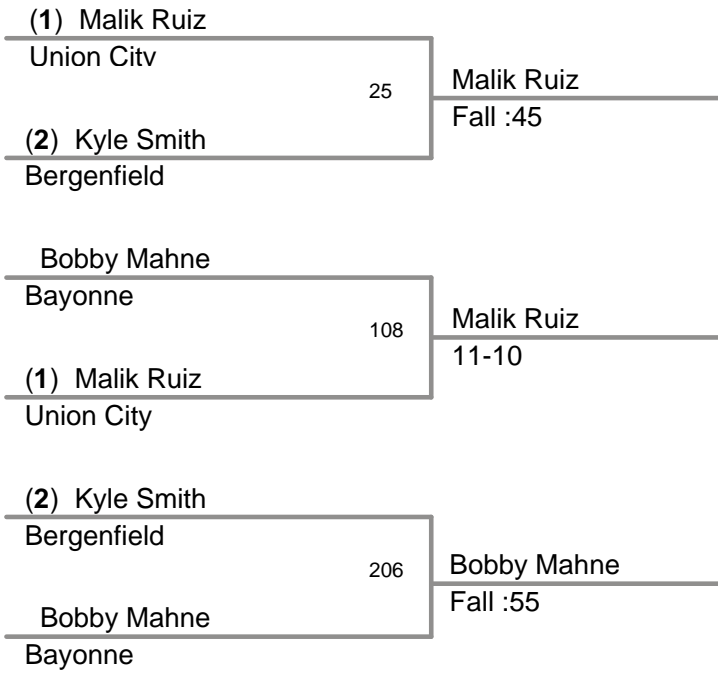 (1) Malik Ruiz
Union City
25
Malik Ruiz
Fall :45
(2) Kyle Smith
Bergenfield
Bobby Mahne
Bayonne
108
Malik Ruiz
11-10
(1) Malik Ruiz
Union City
(2) Kyle Smith
Bergenfield
206
Bobby Mahne
Fall :55
Bobby Mahne
Bayonne